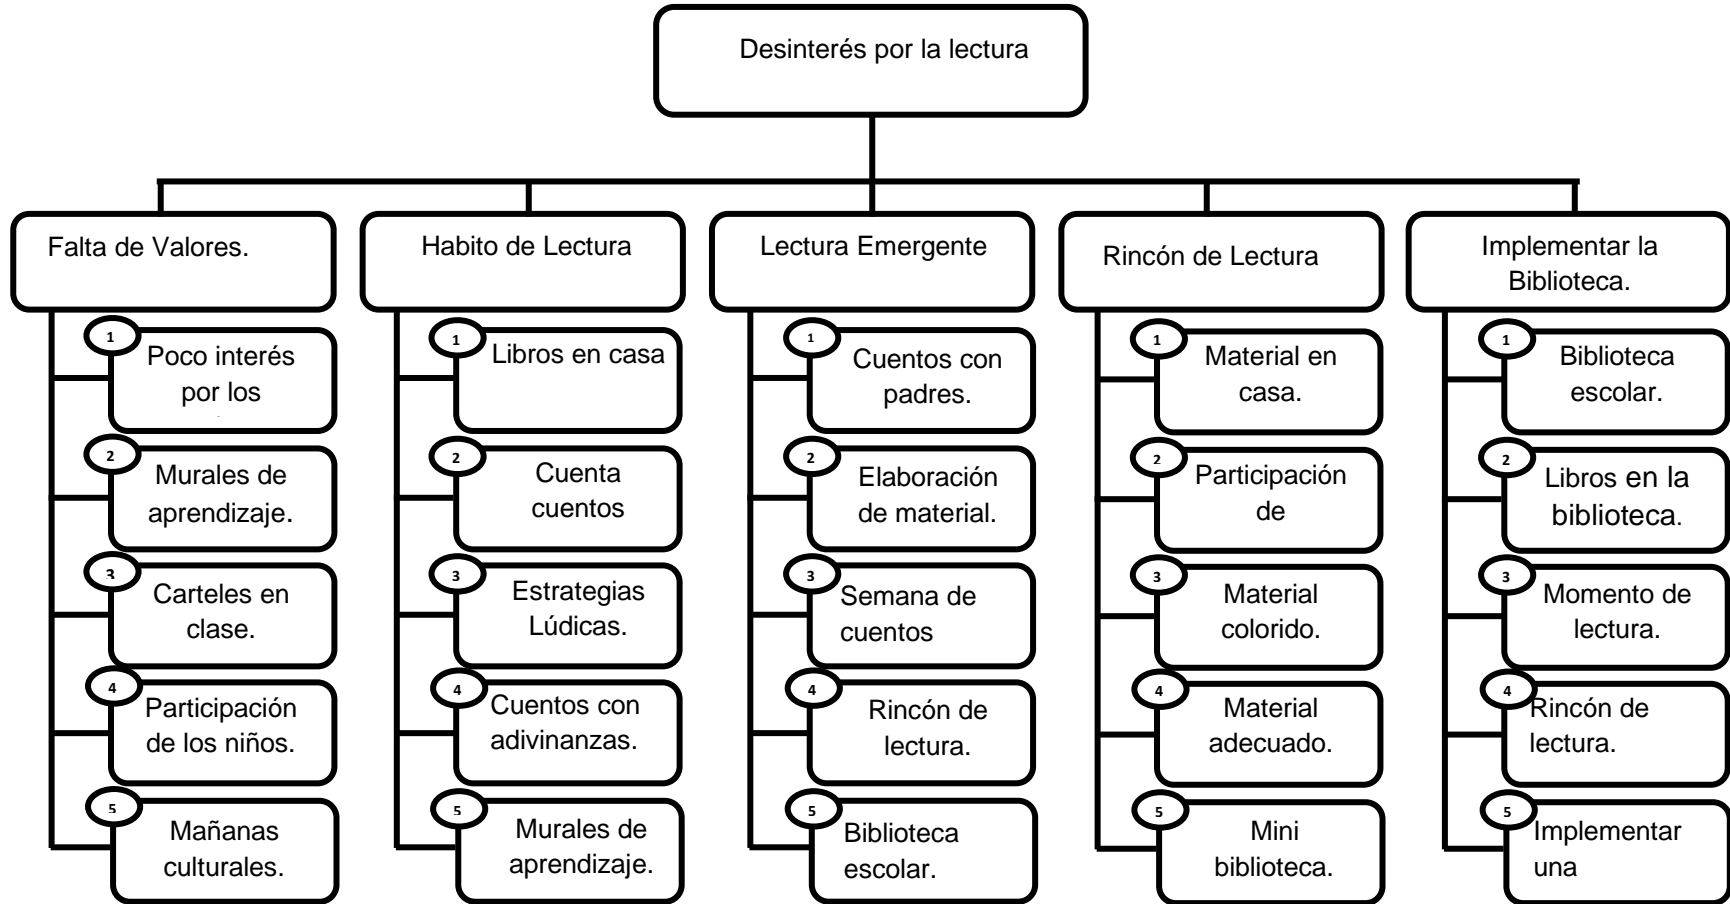 Desinterés por la lectura
Falta de Valores.
1
Poco interés
por los
2
Murales de
aprendizaje.
3
Carteles en
clase.
4
Participación
de los niños.
5
Mañanas
culturales.
Habito de Lectura
1
Libros en casa
2
Cuenta
cuentos
3
Estrategias
Lúdicas.
4
Cuentos con
adivinanzas.
5
Murales de
aprendizaje.
Lectura Emergente
1
Cuentos con
padres.
2
Elaboración
de material.
3
Semana de
cuentos
4
Rincón de
lectura.
5
Biblioteca
escolar.
Rincón de Lectura
1
Material en
casa.
2
Participación
de
3
Material
colorido.
4
Material
adecuado.
5
Mini
biblioteca.
Implementar la
Biblioteca.
1
Biblioteca
escolar.
2
Libros en la
biblioteca.
3
Momento de
lectura.
4
Rincón de
lectura.
5
Implementar
una